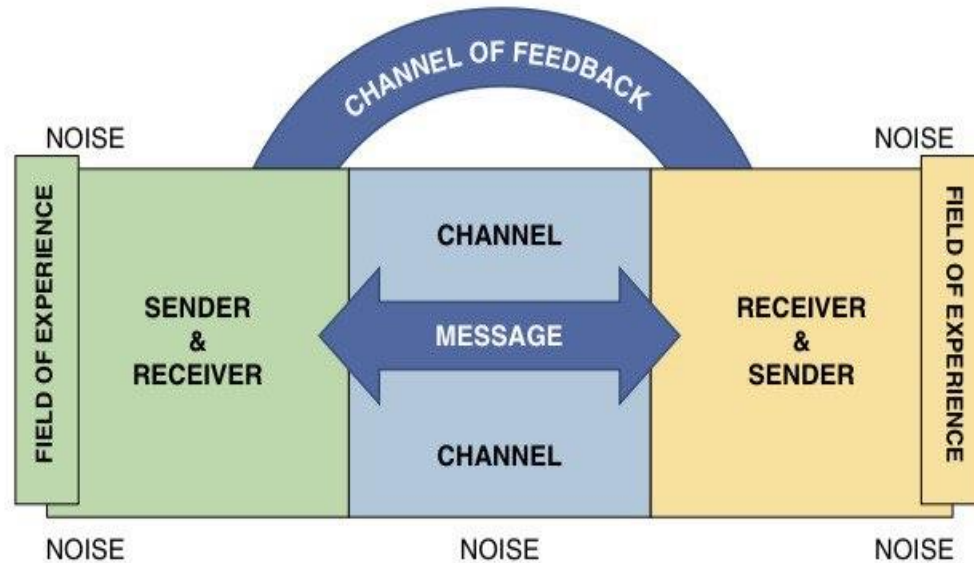 CHANNEL OF FEEDBACK
NOISE
NOISE
FIELD OF EXPERIENCE
SENDER
&
RECEIVER
CHANNEL
MESSAGE
CHANNEL
RECEIVER
&
SENDER
FIELD OF EXPERIENCE
NOISE
NOISE
NOISE